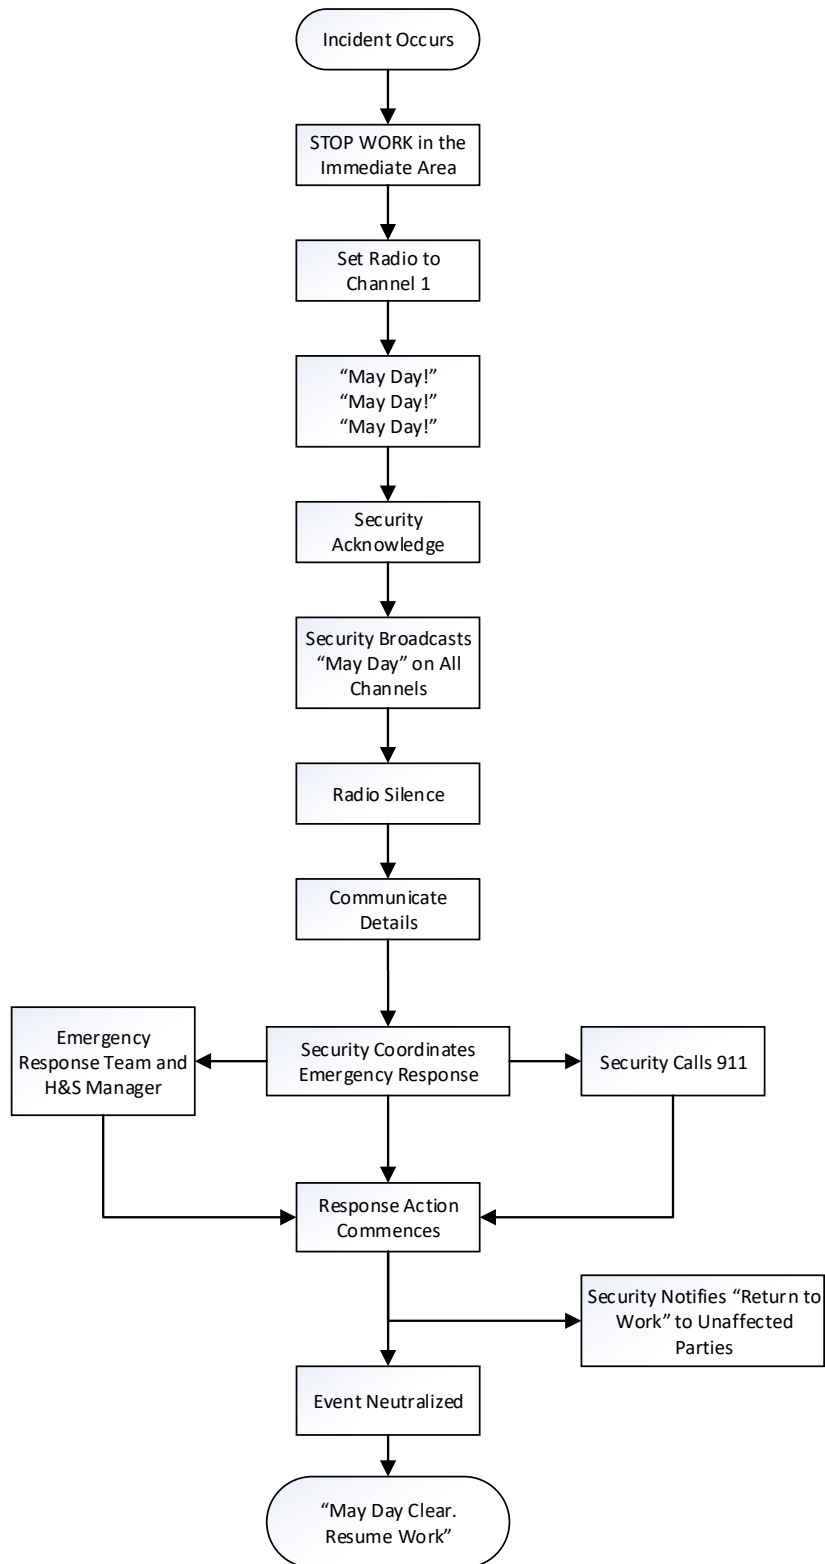 Incident Occurs
STOP WORK in the
Immediate Area
Set Radio to
Channel 1
“May Day!”
“May Day!”
“May Day!”
Security
Acknowledge
Security Broadcasts
“May Day” on All
Channels
Radio Silence
Communicate
Details
Emergency
Response Team and
H&S Manager
Security Coordinates
Emergency Response
Security Calls 911
Response Action
Commences
Security Notifies “Return to
Work” to Unaffected
Parties
Event Neutralized
“May Day Clear.
Resume Work”